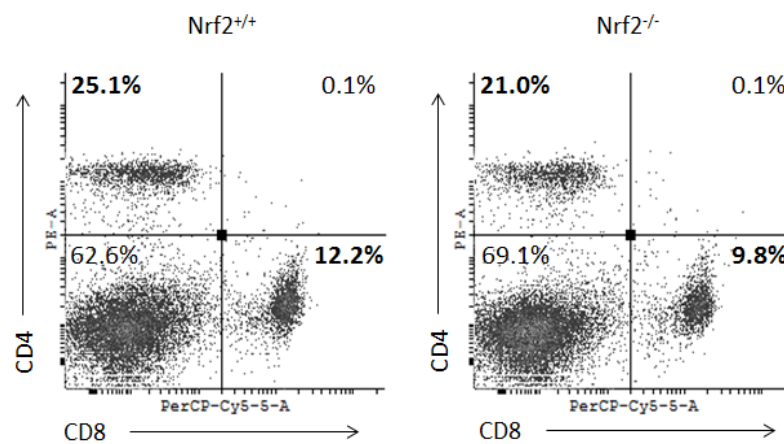 Nrf2+/+
25.1%
0.1%
62.6%
12.2%
CD4
PE-A
PerCP-Cy5-5-A
CD8
Nrf2-/-
21.0%
0.1%
69.1%
9.8%
CD4
PE-A
PerCP-Cy5-5-A
CD8